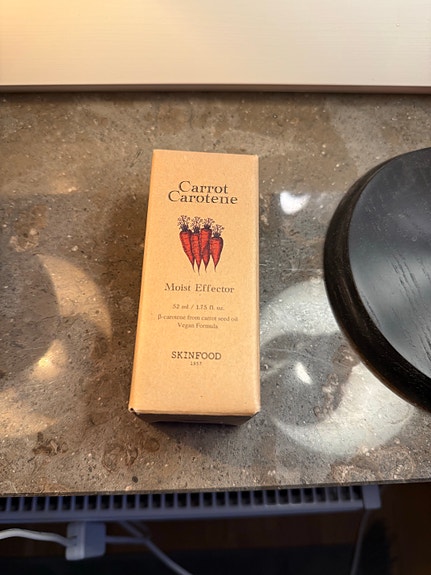 Carrot
Carotene
Moist Effector
52 ml / 1.75 fl. oz.
β-carotene from carrot seed oil
Vegan Formula
SKINFOOD
1957